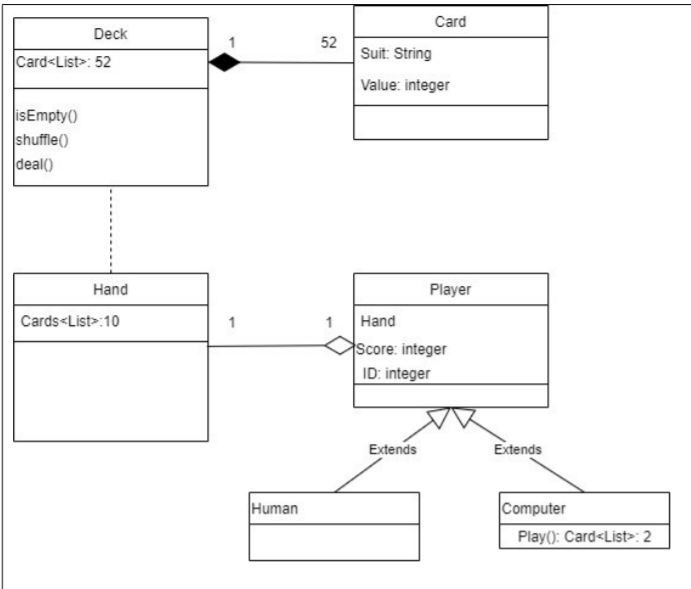 Deck
Card<List>: 52
isEmpty()
shuffle()
deal()
1
52
Card
Suit: String
Value: integer
Hand
Cards<List>:10
1
1
Player
Hand
Score: integer
ID: integer
Extends
Extends
Human
Computer
Play(): Card<List>: 2